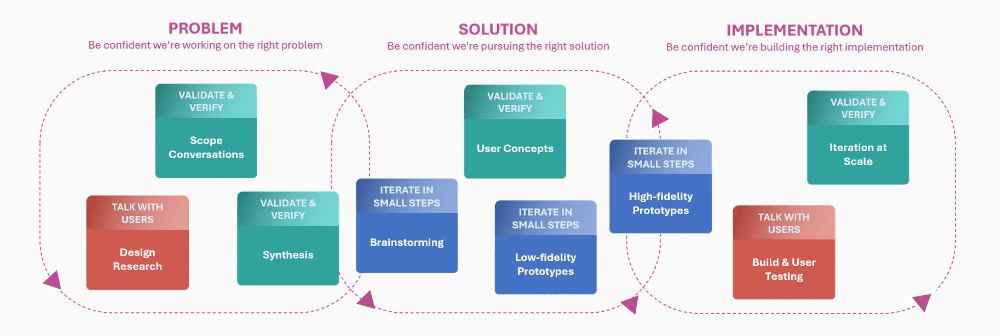 PROBLEM
Be confident we're working on the right problem
VALIDATE &
VERIFY
Scope
Conversations
TALK WITH
USERS
Design
Research
VALIDATE &
VERIFY
Synthesis
ITERATE IN
SMALL STEPS
Brainstorming
SOLUTION
Be confident we're pursuing the right solution
VALIDATE &
VERIFY
User Concepts
ITERATE IN
SMALL STEPS
Low-fidelity
Prototypes
ITERATE IN
SMALL STEPS
High-fidelity
Prototypes
IMPLEMENTATION
Be confident we're building the right implementation
VALIDATE &
VERIFY
Iteration at
Scale
TALK WITH
USERS
Build & User
Testing